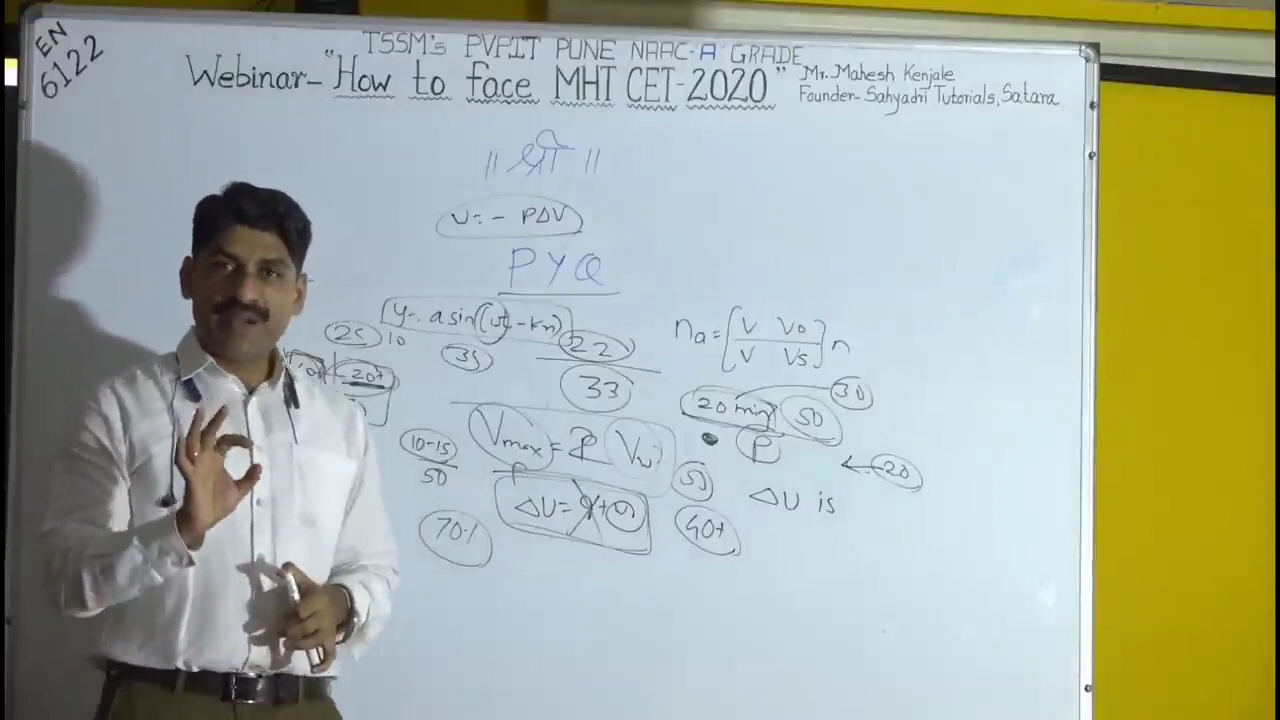 EN
6122
TSSM's PVPIT PUNE NAAC-A GRADE
Webinar- "How to face MHT CET-2020"
Mr. Mahesh Kenjale
Founder- Sahyadri Tutorials, Satara
॥ श्री ॥
U = - PΔV
PYQ
y = a sin(ωt - kx)
25 10
35
22
33
20+
10-15
50
70%
Vmax =
ΔU = q + ω
50
40+
na = [V Vo / V Vs] n
30
20 min 50
P
20
ΔU is